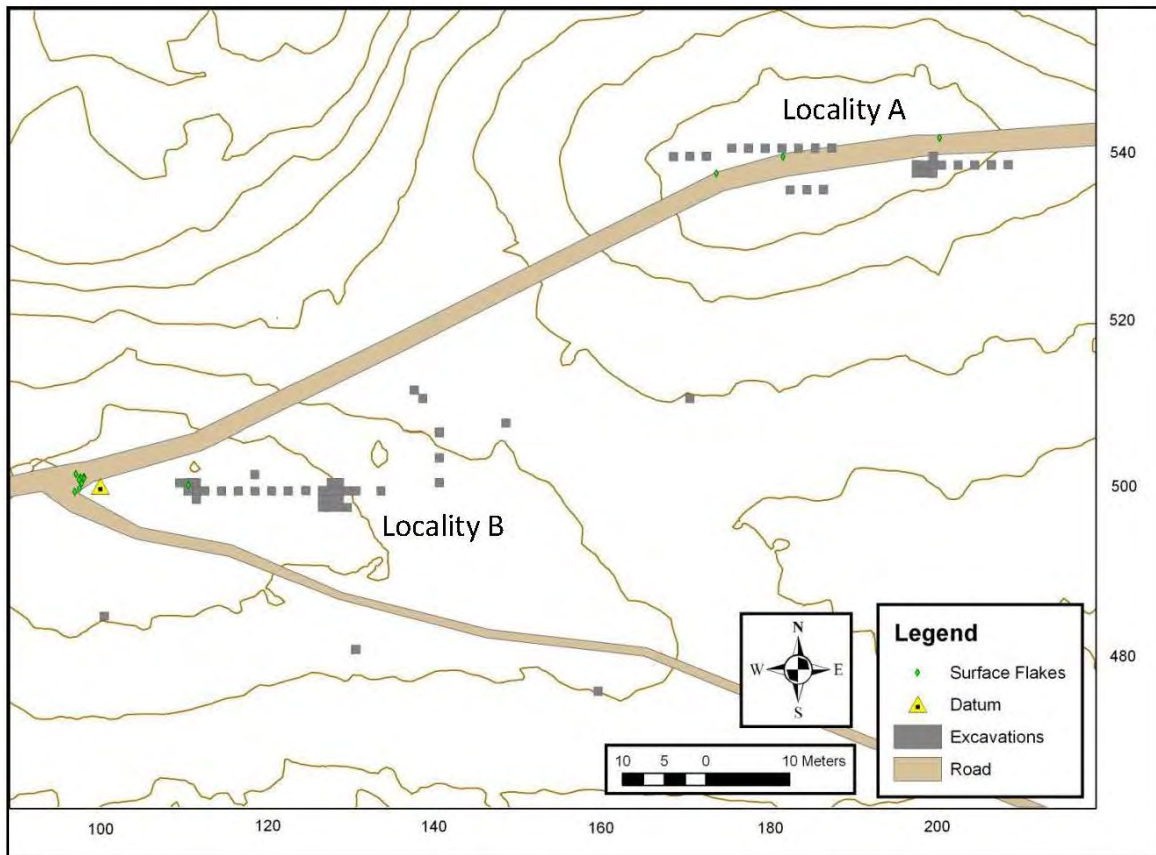 Locality A
540
520
500
Locality B
480
N
W E
S
Legend
Surface Flakes
Datum
Excavations
Road
10 5 0 10 Meters
100 120 140 160 180 200